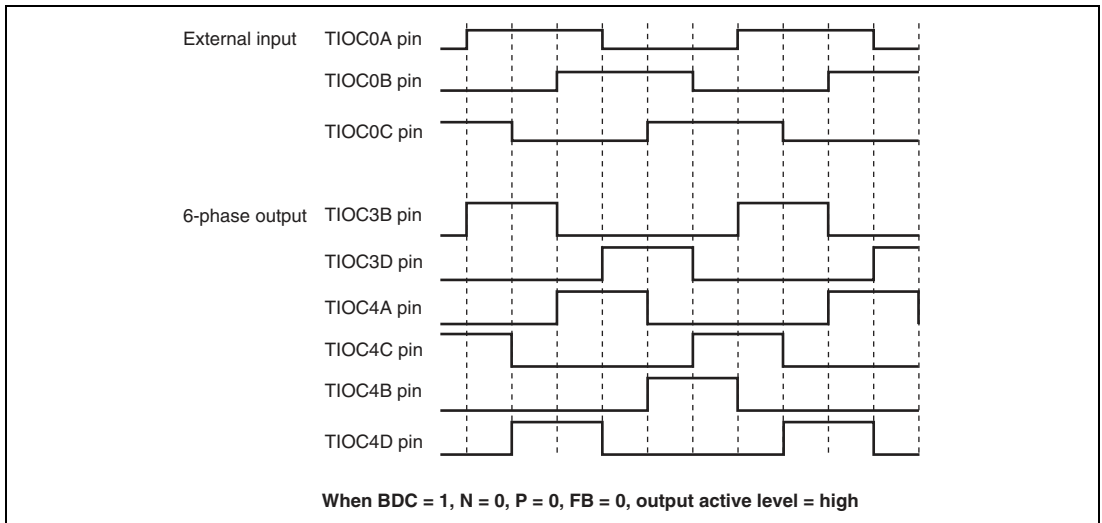 External input TIOC0A pin
TIOC0B pin
TIOC0C pin
6-phase output TIOC3B pin
TIOC3D pin
TIOC4A pin
TIOC4C pin
TIOC4B pin
TIOC4D pin
When BDC = 1, N = 0, P = 0, FB = 0, output active level = high